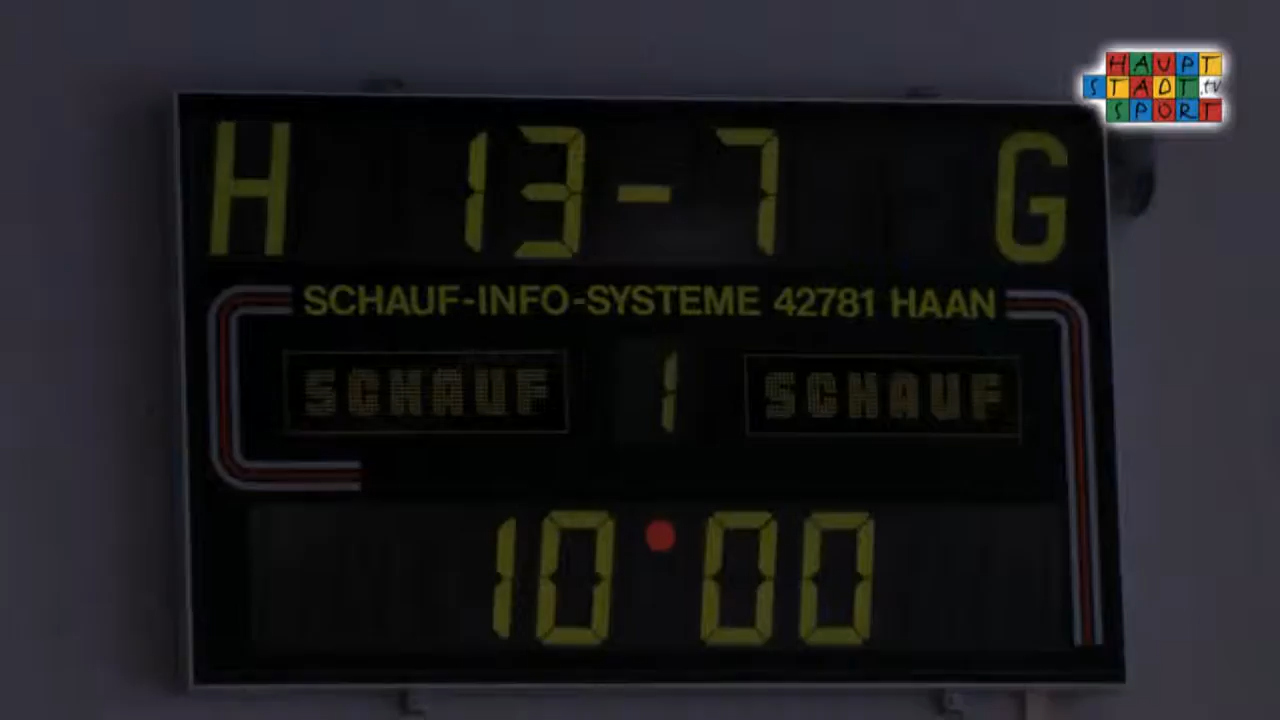 HAUPT
STADT.tv
SPORT
H 13-7 G
SCHAUF-INFO-SYSTEME 42781 HAAN
SCHAUF 1 SCHAUF
10 00